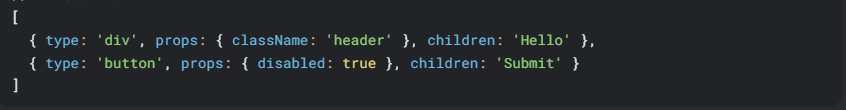 [
  { type: 'div', props: { className: 'header' }, children: 'Hello' },
  { type: 'button', props: { disabled: true }, children: 'Submit' }
]